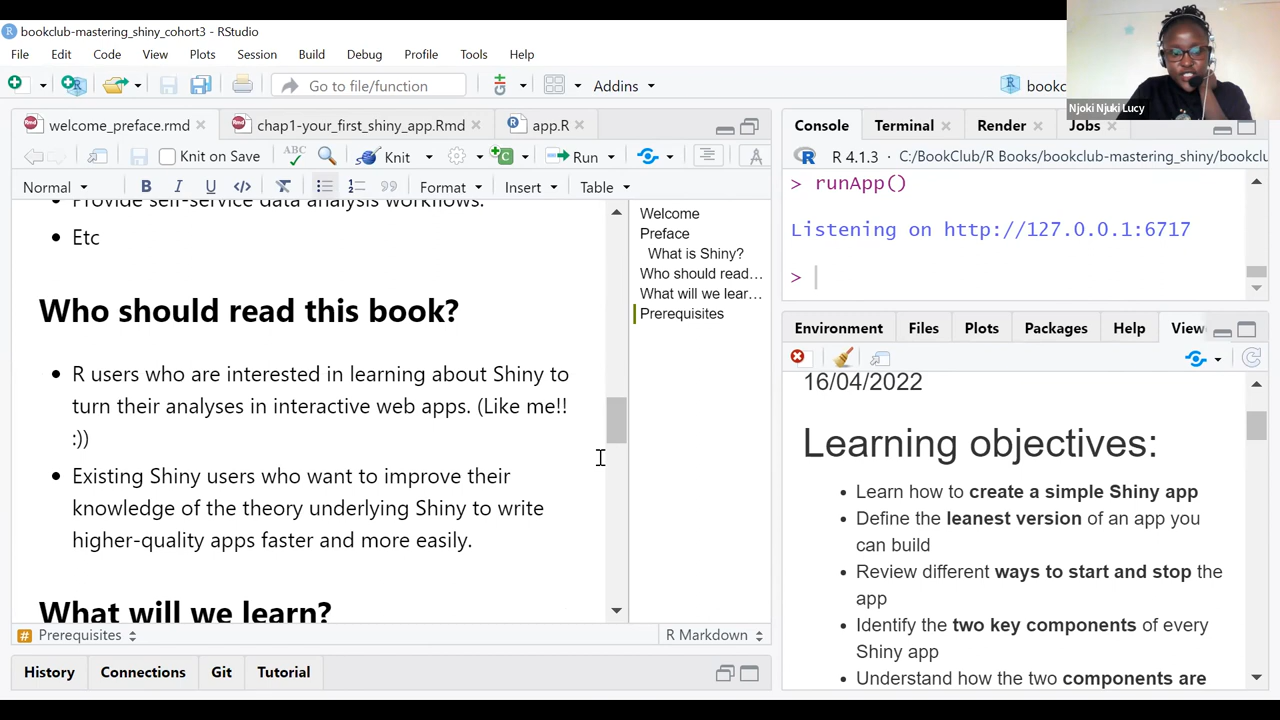 bookclub-mastering_shiny_cohort3 - RStudio
File Edit Code View Plots Session Build Debug Profile Tools Help
Go to file/function
Addins
bookc
Njoki Njuki Lucy
welcome_preface.rmd
chap1-your_first_shiny_app.Rmd
app.R
Knit on Save
ABC
Knit
Run
Normal
B
I
U
Format
Insert
Table
Provide self-service data analysis workflows.
Etc
Who should read this book?
R users who are interested in learning about Shiny to
turn their analyses in interactive web apps. (Like me!!
:))
Existing Shiny users who want to improve their
knowledge of the theory underlying Shiny to write
higher-quality apps faster and more easily.
What will we learn?
Welcome
Preface
What is Shiny?
Who should read...
What will we lear...
Prerequisites
Prerequisites
R Markdown
History Connections Git Tutorial
Console Terminal Render Jobs
R 4.1.3 · C:/BookClub/R Books/bookclub-mastering_shiny/bookclu
> runApp()
Listening on http://127.0.0.1:6717
>
Environment Files Plots Packages Help View
16/04/2022
Learning objectives:
Learn how to create a simple Shiny app
Define the leanest version of an app you
can build
Review different ways to start and stop the
app
Identify the two key components of every
Shiny app
Understand how the two components are